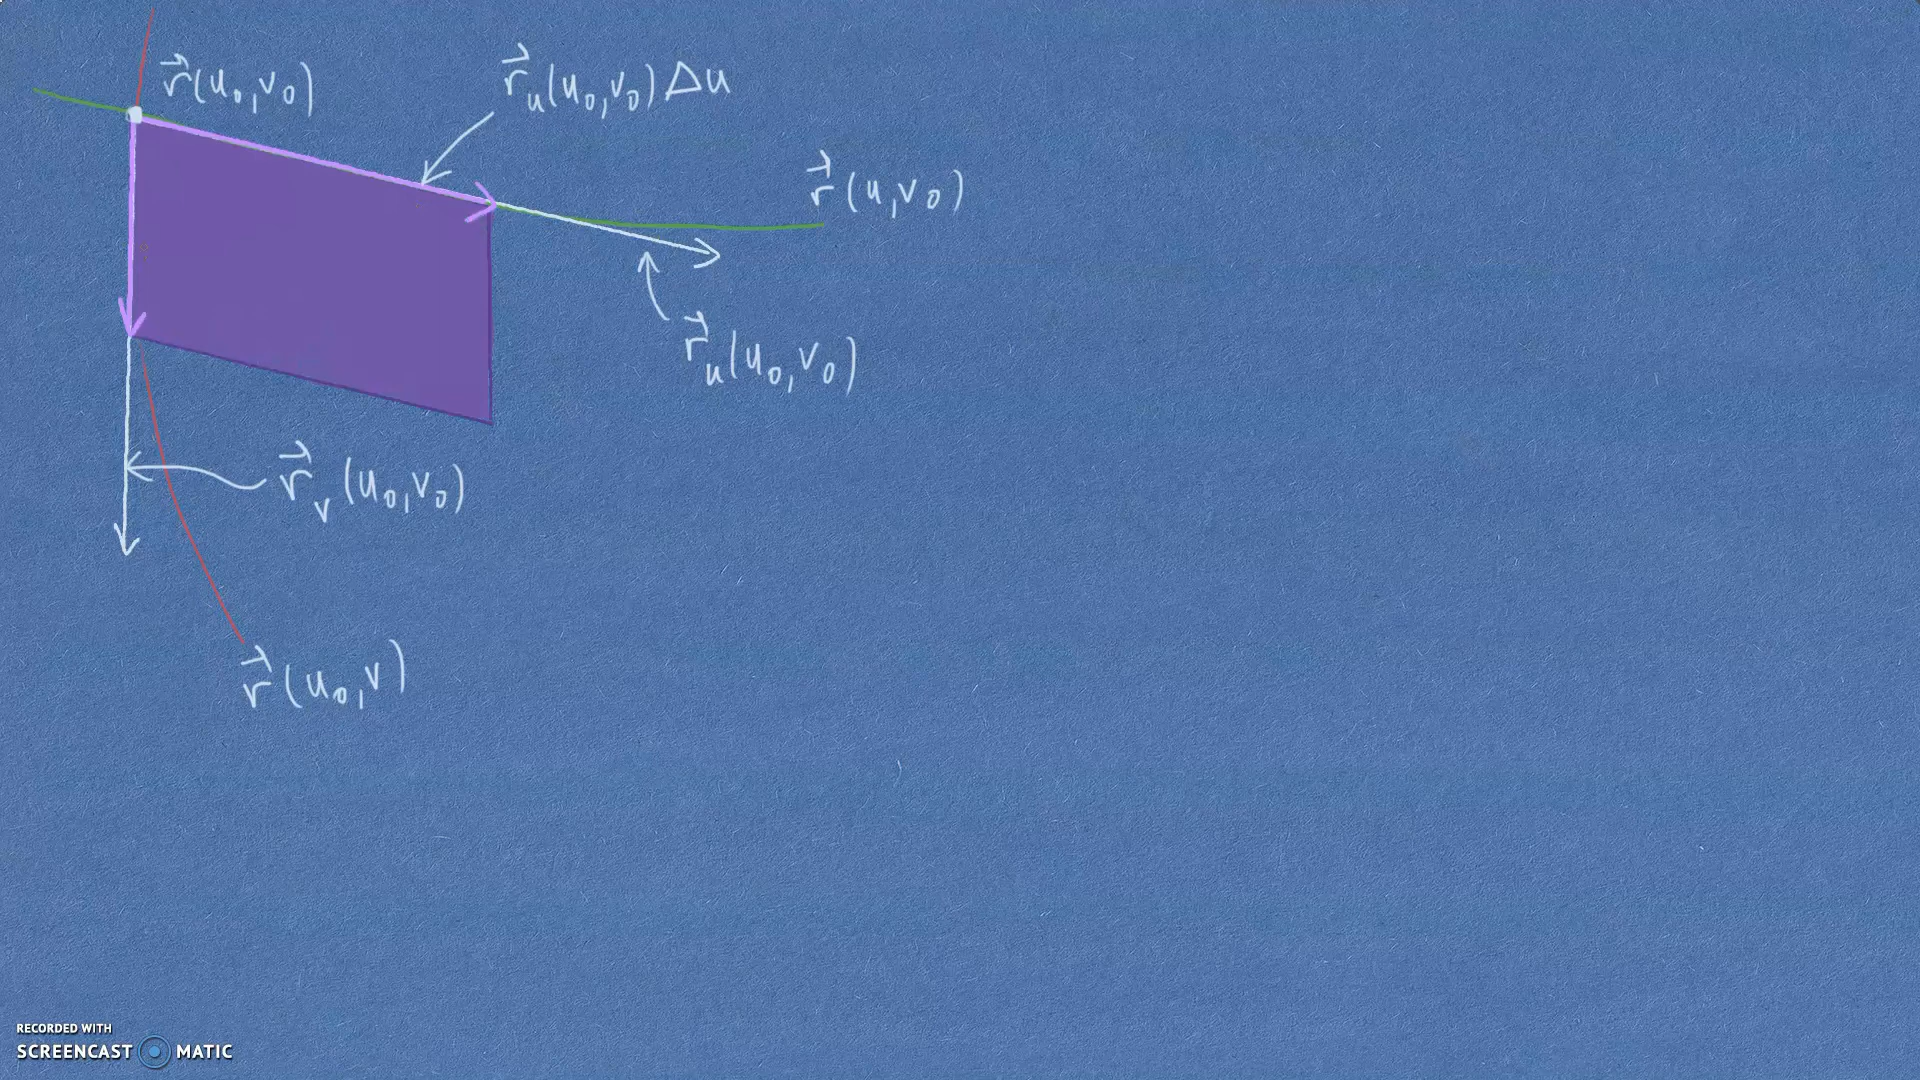 r⃗(u₀,v₀)
r⃗ᵤ(u₀,v₀)Δu
r⃗(u,v₀)
r⃗ᵤ(u₀,v₀)
r⃗ᵥ(u₀,v₀)
r⃗(u₀,v)
RECORDED WITH
SCREENCAST MATIC